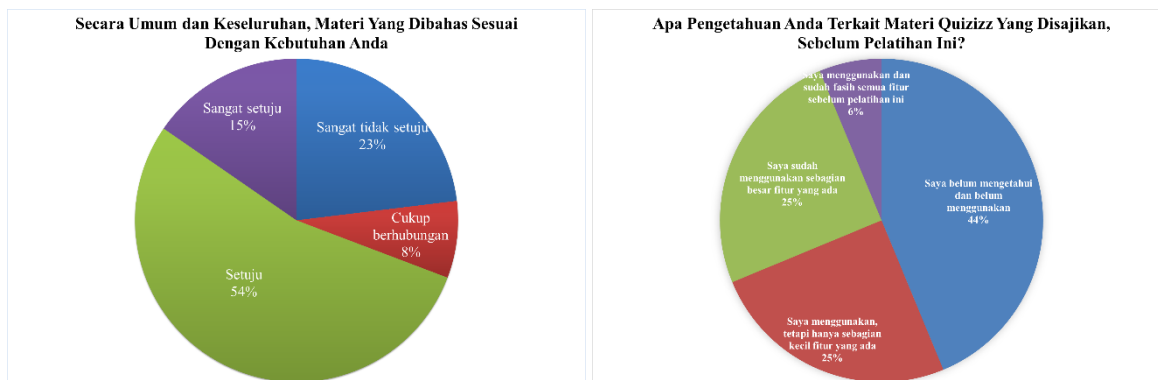 Secara Umum dan Keseluruhan, Materi Yang Dibahas Sesuai
Dengan Kebutuhan Anda
Sangat setuju
15%
Sangat tidak setuju
23%
Cukup
berhubungan
8%
Setuju
54%
Apa Pengetahuan Anda Terkait Materi Quizizz Yang Disajikan,
Sebelum Pelatihan Ini?
Saya menggunakan dan
sudah fasih semua fitur
sebelum pelatihan ini
6%
Saya sudah
menggunakan sebagian
besar fitur yang ada
25%
Saya belum mengetahui
dan belum
menggunakan
44%
Saya menggunakan,
tetapi hanya sebagian
kecil fitur yang ada
25%